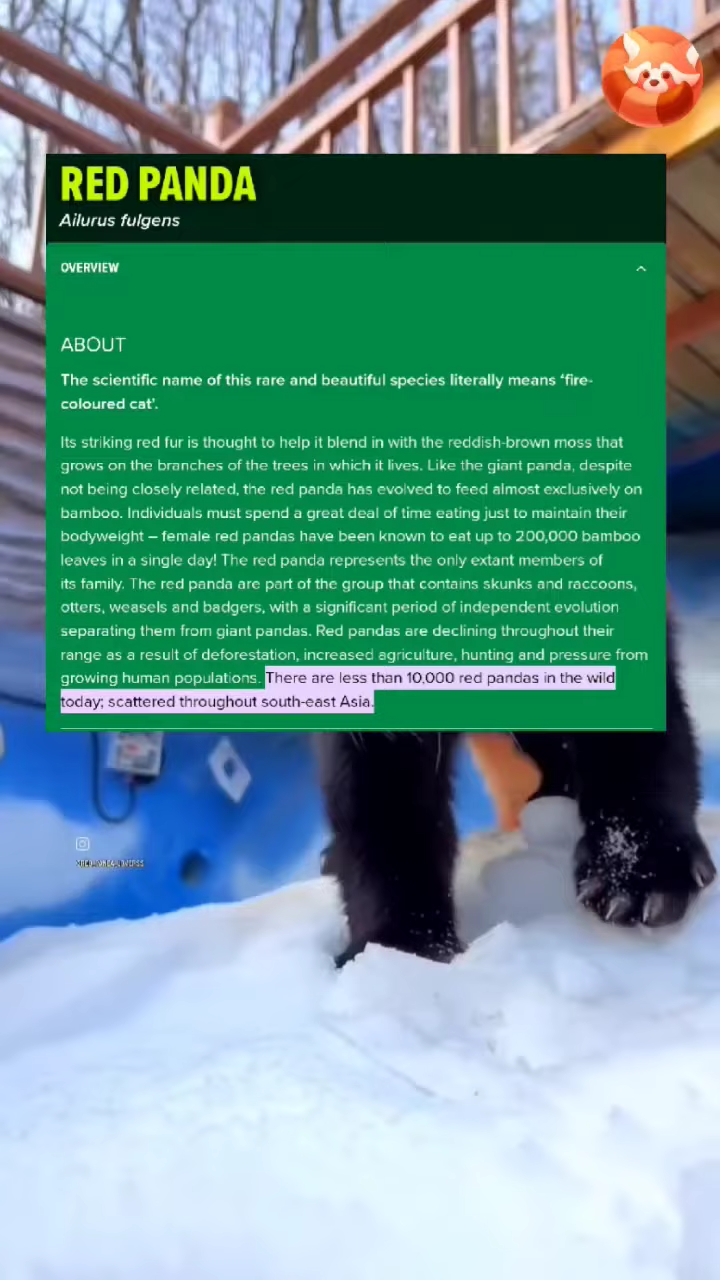 RED PANDA
Ailurus fulgens
OVERVIEW
ABOUT
The scientific name of this rare and beautiful species literally means ‘fire-
coloured cat’.
Its striking red fur is thought to help it blend in with the reddish-brown moss that
grows on the branches of the trees in which it lives. Like the giant panda, despite
not being closely related, the red panda has evolved to feed almost exclusively on
bamboo. Individuals must spend a great deal of time eating just to maintain their
bodyweight – female red pandas have been known to eat up to 200,000 bamboo
leaves in a single day! The red panda represents the only extant members of
its family. The red panda are part of the group that contains skunks and raccoons,
otters, weasels and badgers, with a significant period of independent evolution
separating them from giant pandas. Red pandas are declining throughout their
range as a result of deforestation, increased agriculture, hunting and pressure from
growing human populations. There are less than 10,000 red pandas in the wild
today; scattered throughout south-east Asia.